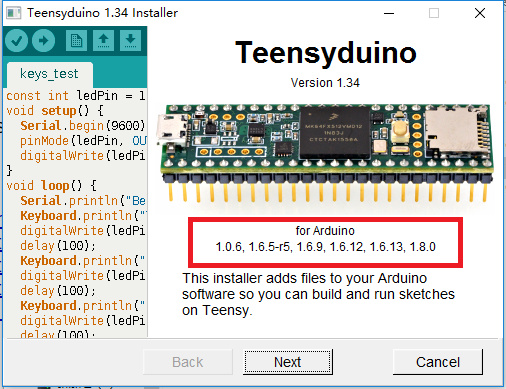 Teensyduino 1.34 Installer
keys_test
const int ledPin = 1
void setup() {
Serial.begin(9600)
pinMode(ledPin, OU
digitalWrite(ledPi
}
void loop() {
Serial.println("Be
Keyboard.println("
digitalWrite(ledPi
delay(100);
Keyboard.println("
digitalWrite(ledPi
delay(100);
Keyboard.println("
digitalWrite(ledPi
delay(100);
Teensyduino
Version 1.34
for Arduino
1.0.6, 1.6.5-r5, 1.6.9, 1.6.12, 1.6.13, 1.8.0
This installer adds files to your Arduino
software so you can build and run sketches
on Teensy.
Back
Next
Cancel